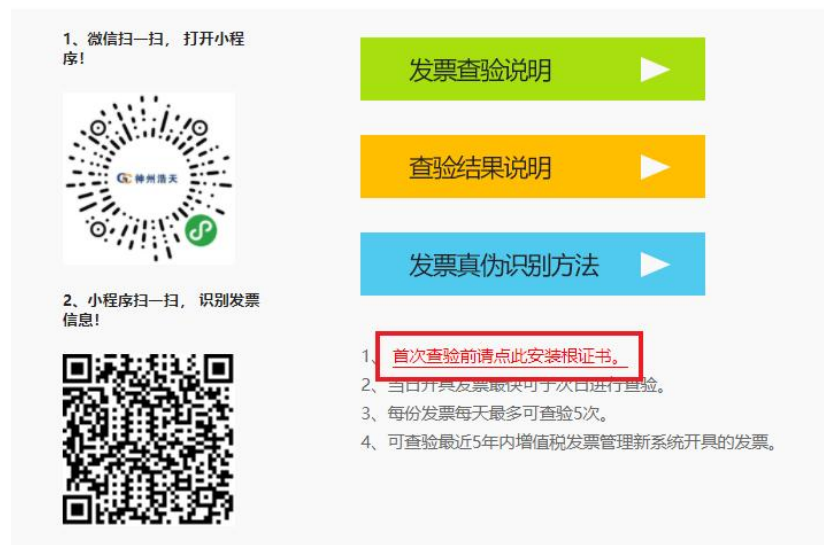 1、微信扫一扫，打开小程
序！
神州浩天
2、小程序扫一扫，识别发票
信息！
发票查验说明
查验结果说明
发票真伪识别方法
1、首次查验前请点此安装根证书。
2、当日开具发票最快可于次日进行查验。
3、每份发票每天最多可查验5次。
4、可查验最近5年内增值税发票管理新系统开具的发票。